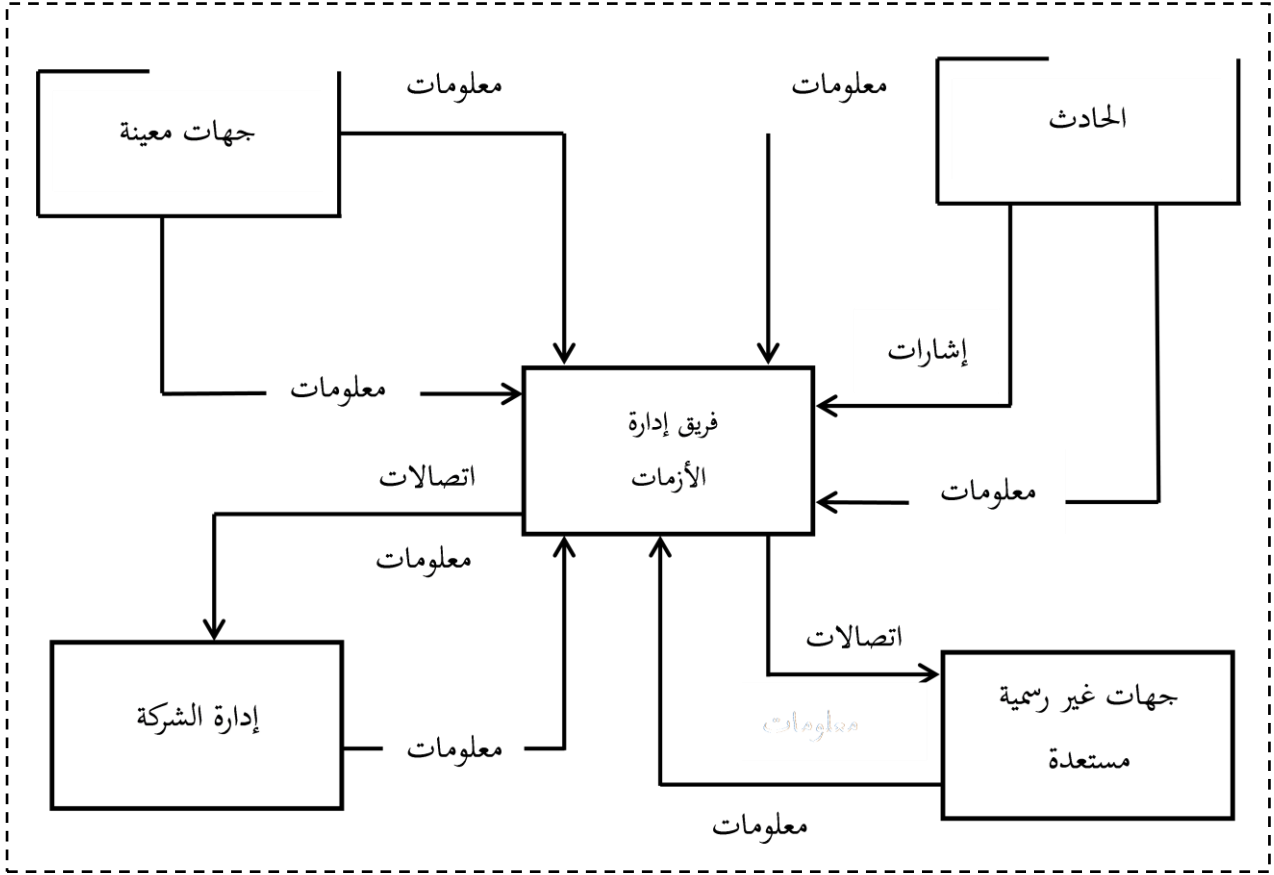 معلومات
معلومات
الحادث
جهات معينة
إشارات
معلومات
فريق إدارة
الأزمات
اتصالات
معلومات
معلومات
اتصالات
جهات غير رسمية
مستعدة
إدارة الشركة
معلومات
معلومات
معلومات